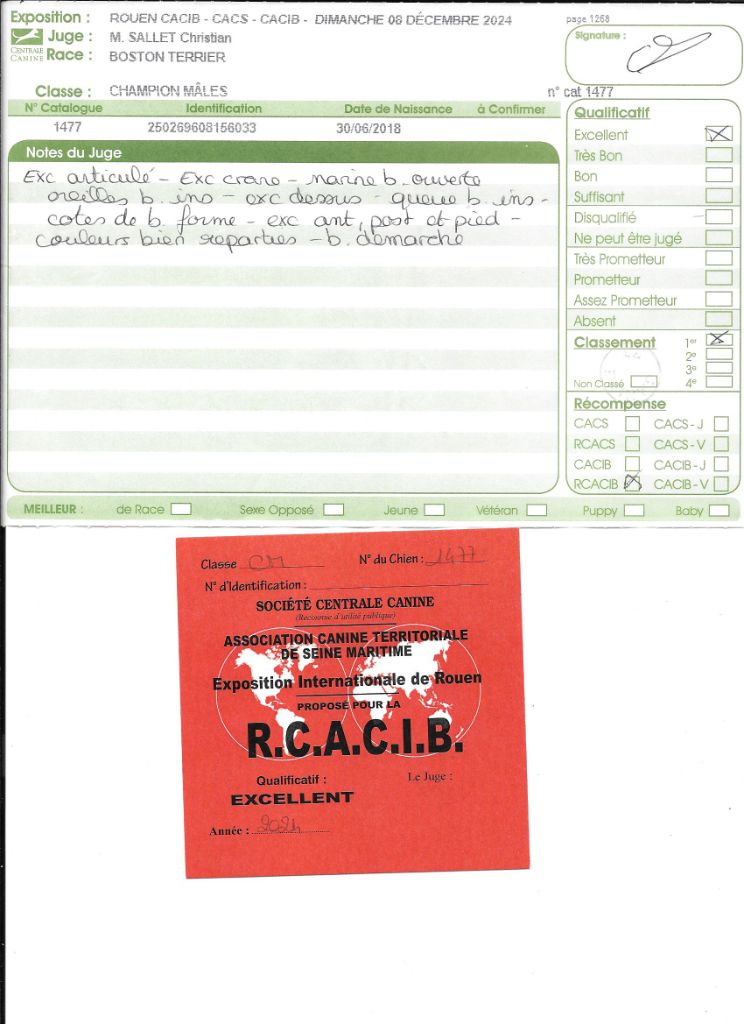 Exposition : ROUEN CACIB - CACS - CACIB - DIMANCHE 08 DÉCEMBRE 2024 page 1268
Juge : M. SALLET Christian
CENTRALE CANINE
Race : BOSTON TERRIER
Signature :
Classe : CHAMPION MÂLES n° cat 1477
N° Catalogue Identification Date de Naissance à Confirmer
1477 250269608156033 30/06/2018
Notes du Juge
Exc articulé - Exc crane - narine b. ouverte
oreilles b. ins - exc dessus - queue b. ins -
cotes de b. forme - exc ant, post et pied -
couleurs bien reparties - b. démarche
Qualificatif
Excellent
Très Bon
Bon
Suffisant
Disqualifié
Ne peut être jugé
Très Prometteur
Prometteur
Assez Prometteur
Absent
Classement 1er
2e
3e
Non Classé 4e
Récompense
CACS CACS - J
RCACS CACS - V
CACIB CACIB - J
RCACIB CACIB - V
MEILLEUR : de Race Sexe Opposé Jeune Vétéran Puppy Baby
Classe CM N° du Chien : 1477
N° d'Identification :
SOCIÉTÉ CENTRALE CANINE
(Reconnue d'utilité publique)
ASSOCIATION CANINE TERRITORIALE
DE SEINE MARITIME
Exposition Internationale de Rouen
PROPOSÉ POUR LA
R.C.A.C.I.B.
Qualificatif : Le Juge :
EXCELLENT
Année : 2024